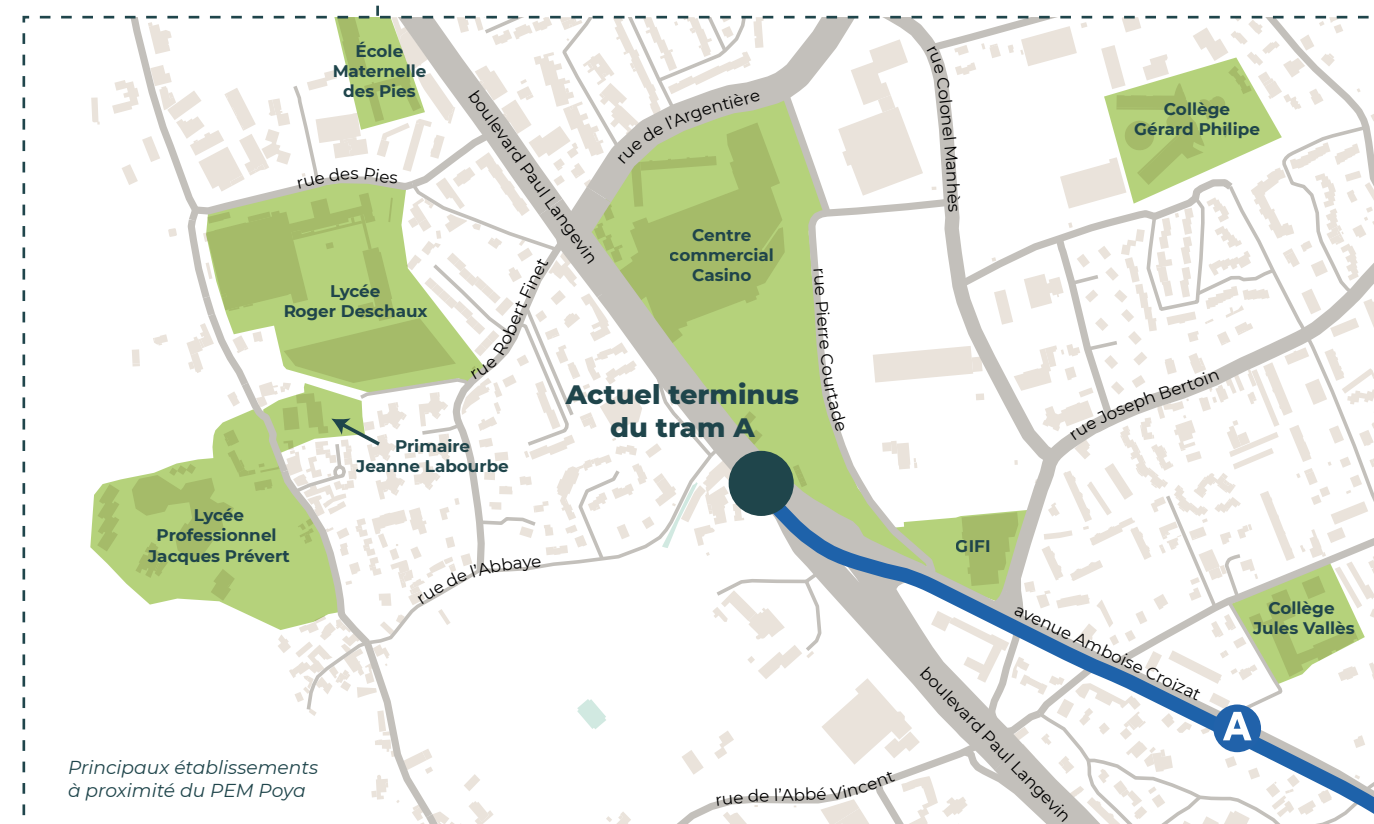 École
Maternelle
des Pies
boulevard Paul Langevin
rue de l'Argentière
rue Colonel Manhès
Collège
Gérard Philipe
rue des Pies
Centre
commercial
Casino
Lycée
Roger Deschaux
rue Robert Finet
rue Pierre Courtade
Actuel terminus
du tram A
rue Joseph Bertoin
Primaire
Jeanne Labourbe
Lycée
Professionnel
Jacques Prévert
GIFI
rue de l'Abbaye
avenue Amboise Croizat
Collège
Jules Vallès
boulevard Paul Langevin
A
Principaux établissements
à proximité du PEM Poya
rue de l'Abbé Vincent